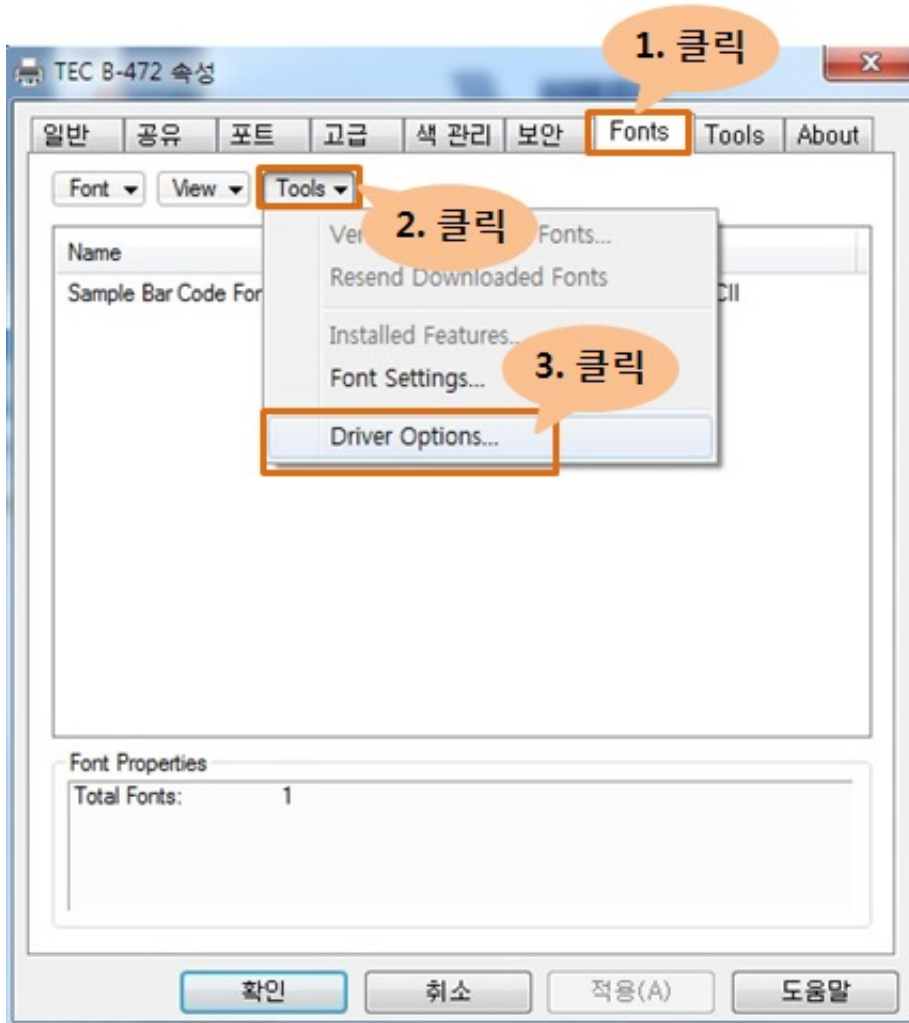 1. 클릭
TEC B-472 속성
일반 공유 포트 고급 색 관리 보안 Fonts Tools About
Font View Tools
2. 클릭
Name
Fonts...
Sample Bar Code For
Resend Downloaded Fonts
Installed Features...
3. 클릭
Font Settings...
Driver Options...
Font Properties
Total Fonts: 1
확인 취소 적용(A) 도움말